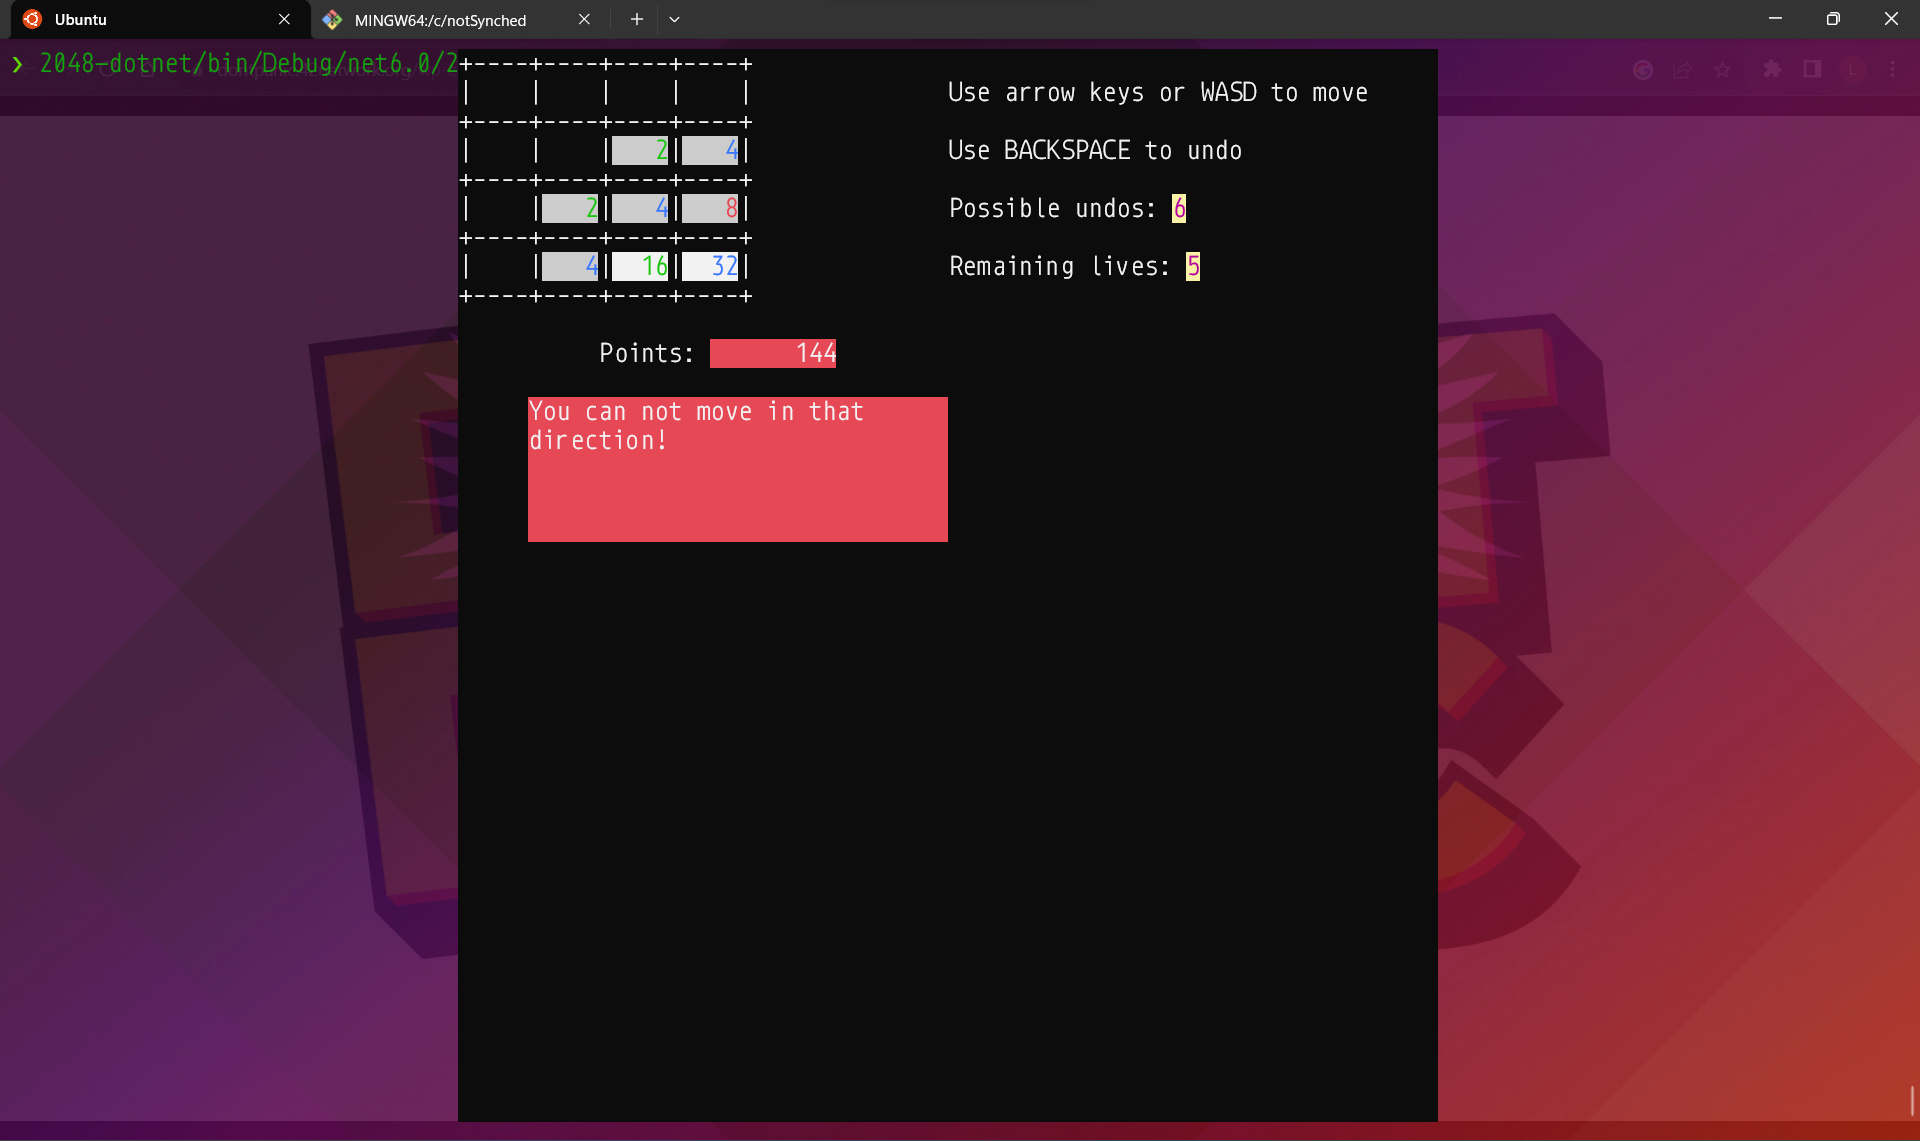 Ubuntu
MINGW64:/c/notSynched
❯ 2048-dotnet/bin/Debug/net6.0/2
+----+----+----+----+
|    |    |    |    |
+----+----+----+----+
|    |    |   2|   4|
+----+----+----+----+
|    |   2|   4|   8|
+----+----+----+----+
|    |   4|  16|  32|
+----+----+----+----+
Use arrow keys or WASD to move
Use BACKSPACE to undo
Possible undos: 6
Remaining lives: 5
Points: 144
You can not move in that
direction!
L